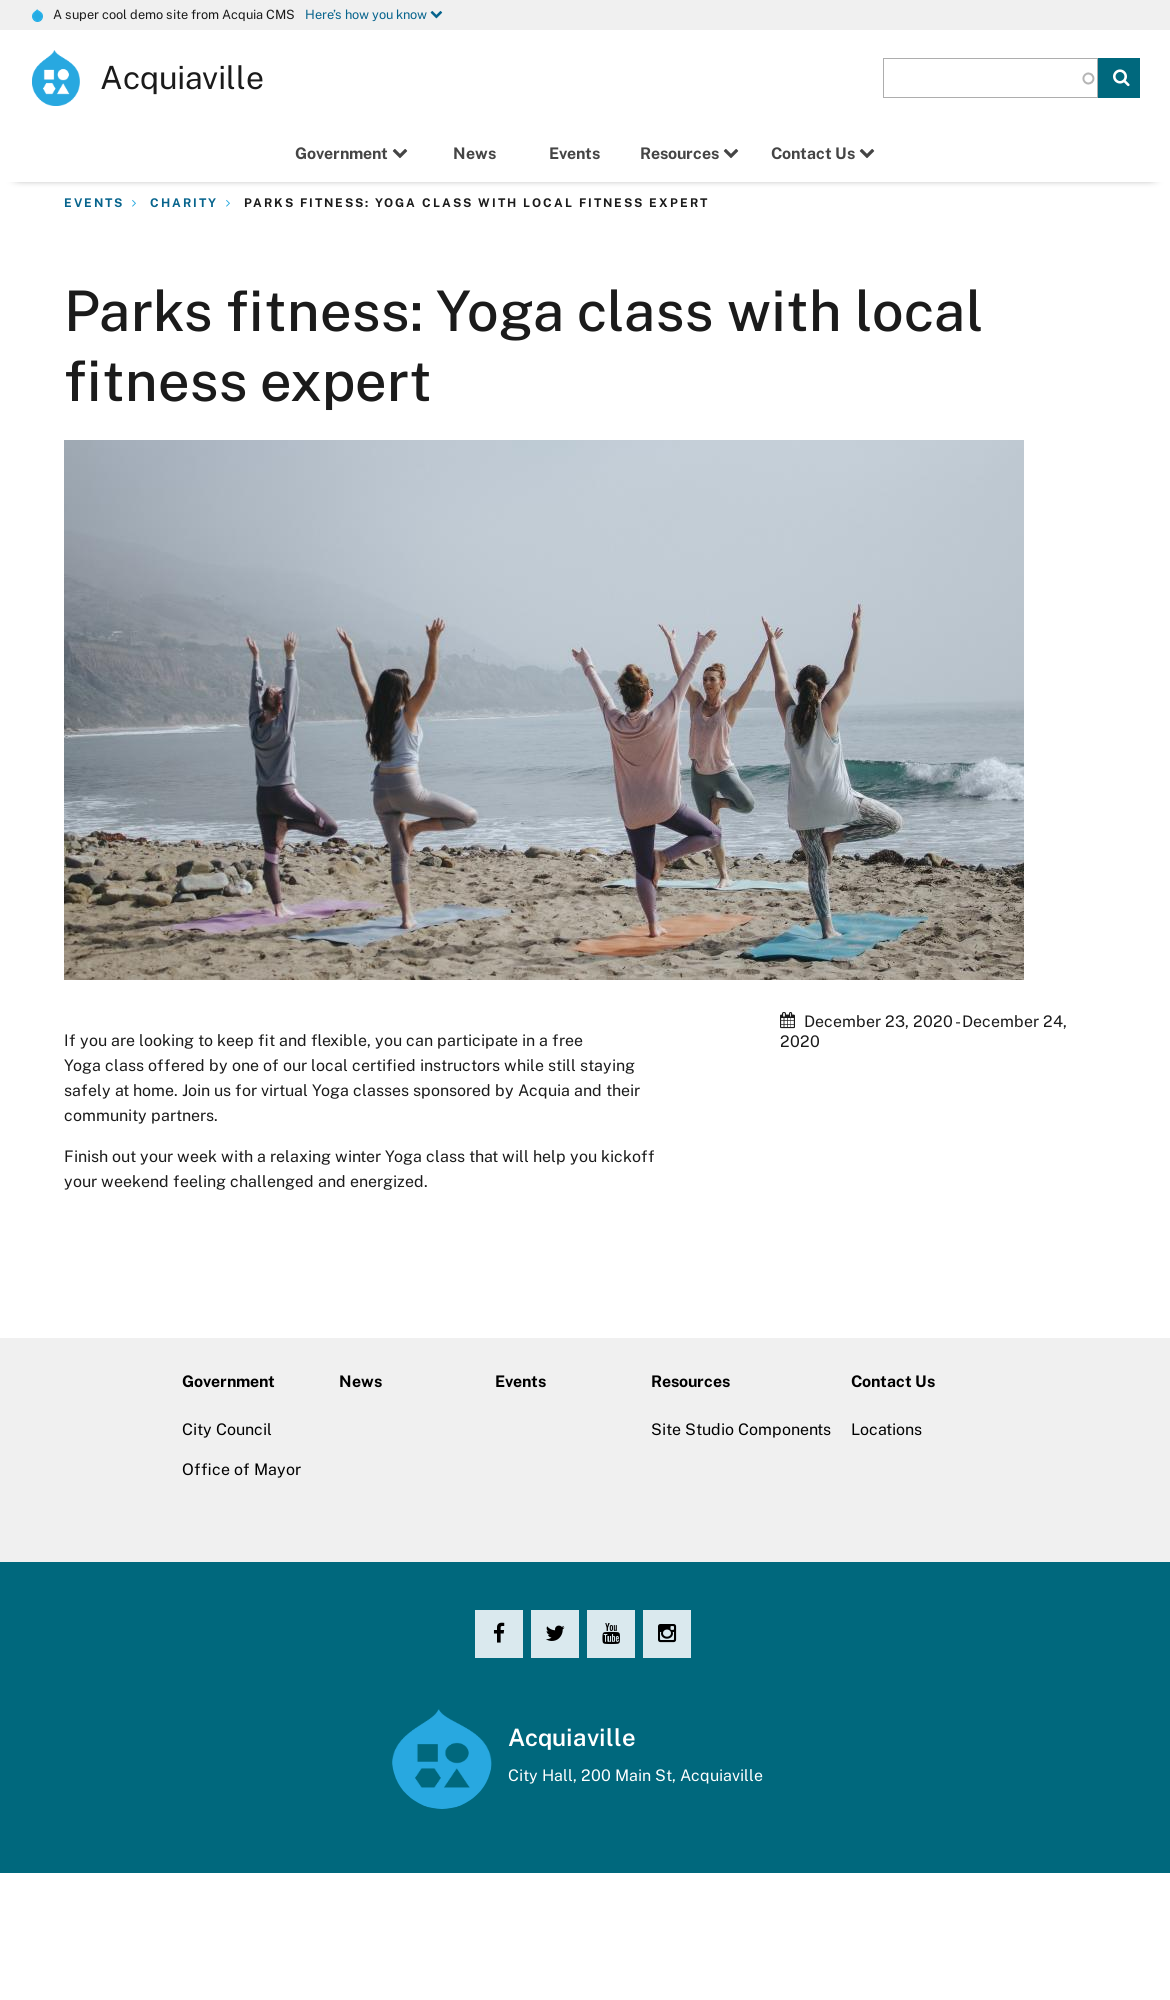 A super cool demo site from Acquia CMS Here's how you know
Acquiaville
Government News Events Resources Contact Us
EVENTS CHARITY PARKS FITNESS: YOGA CLASS WITH LOCAL FITNESS EXPERT
Parks fitness: Yoga class with local
fitness expert
If you are looking to keep fit and flexible, you can participate in a free
Yoga class offered by one of our local certified instructors while still staying
safely at home. Join us for virtual Yoga classes sponsored by Acquia and their
community partners.
Finish out your week with a relaxing winter Yoga class that will help you kickoff
your weekend feeling challenged and energized.
December 23, 2020 - December 24,
2020
Government News Events Resources Contact Us
City Council Site Studio Components Locations
Office of Mayor
You
Tube
Acquiaville
City Hall, 200 Main St, Acquiaville